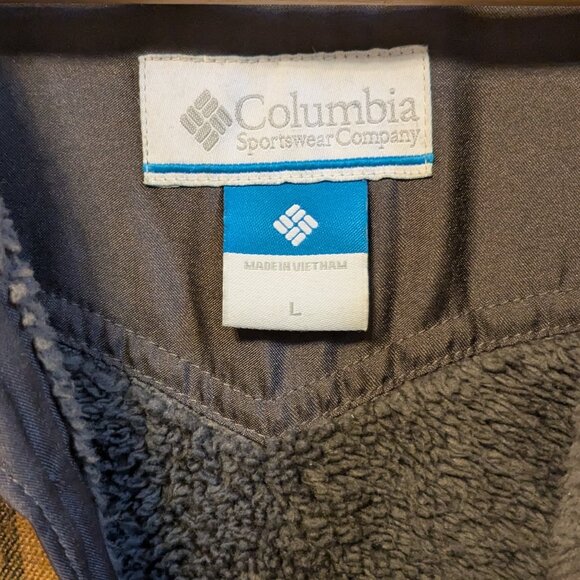 Columbia
Sportswear Company
MADE IN VIETNAM
L